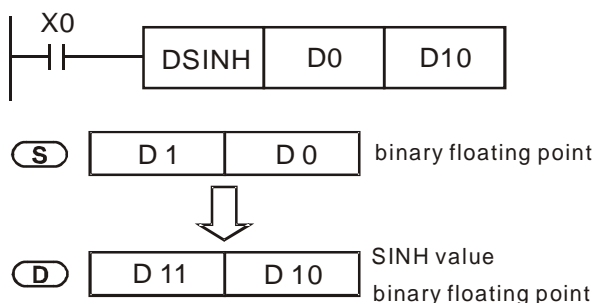 X0
DSINH D0 D10
S D 1 D 0 binary floating point
D D 11 D 10 SINH value
binary floating point